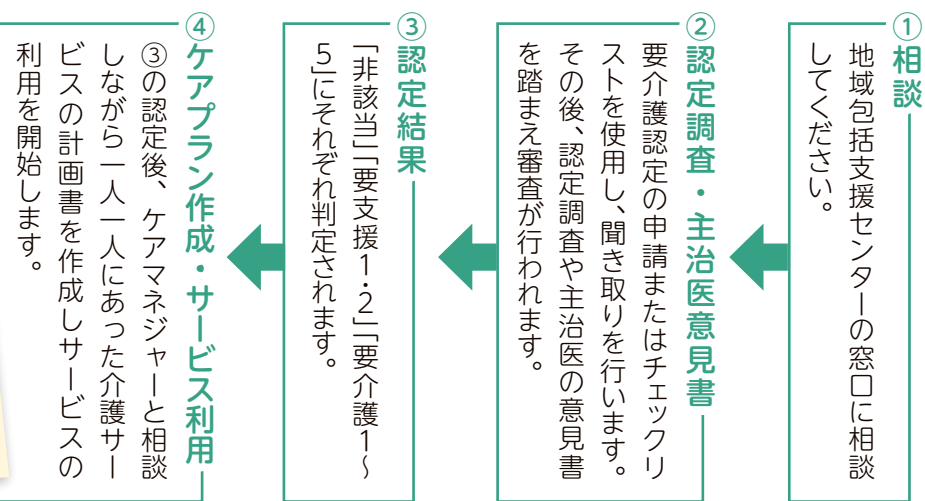 ①相談
地域包括支援センターの窓口に相談
してください。
②認定調査・主治医意見書
要介護認定の申請またはチェックリ
ストを使用し、聞き取りを行います。
その後、認定調査や主治医の意見書
を踏まえ審査が行われます。
③認定結果
「非該当」「要支援1・2」「要介護1～
5」にそれぞれ判定されます。
④ケアプラン作成・サービス利用
③の認定後、ケアマネジャーと相談
しながら一人一人にあった介護サー
ビスの計画書を作成しサービスの
利用を開始します。